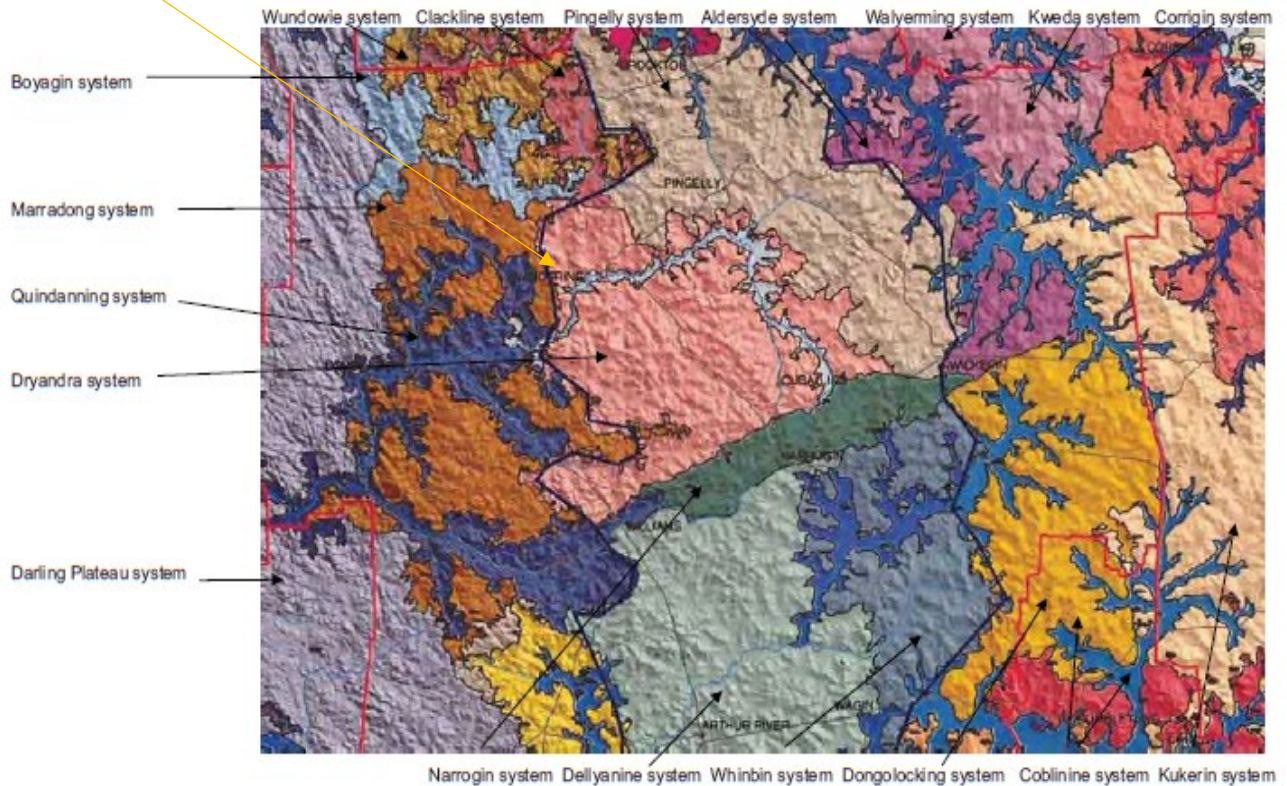 Wundowie system Clackline system Pingelly system Aldersyde system Walyerming system Kweda system Corrigin system
Boyagin system
PINGELLY
Marradong system
Quindanning system
Dryandra system
CUBALLING
WICKEPIN
NARROGIN
WILLIAMS
Darling Plateau system
WAGIN
ARTHUR RIVER
Narrogin system Dellyanine system Whinbin system Dongolocking system Coblinine system Kukerin system